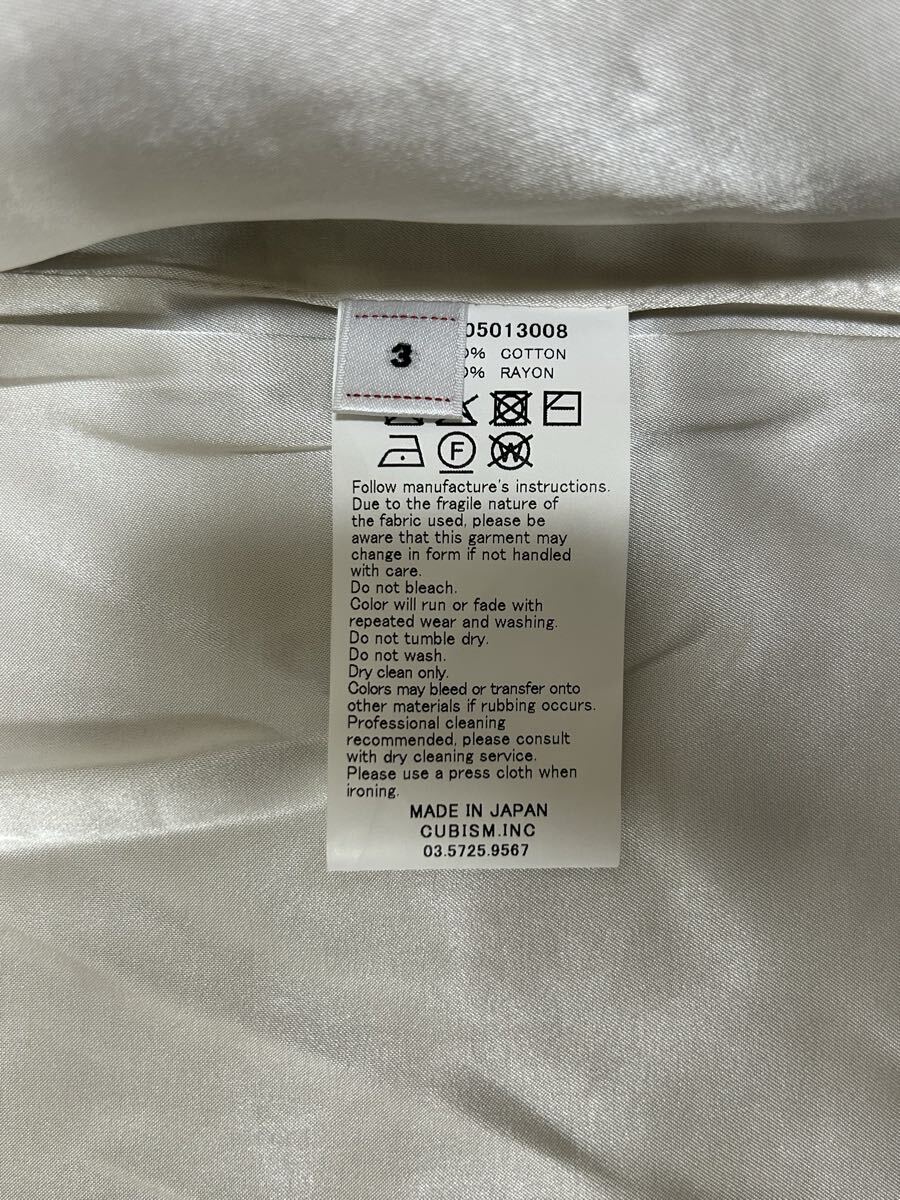 3
05013008
0% COTTON
0% RAYON
F
W
Follow manufacture's instructions.
Due to the fragile nature of
the fabric used, please be
aware that this garment may
change in form if not handled
with care.
Do not bleach.
Color will run or fade with
repeated wear and washing.
Do not tumble dry.
Do not wash.
Dry clean only.
Colors may bleed or transfer onto
other materials if rubbing occurs.
Professional cleaning
recommended, please consult
with dry cleaning service.
Please use a press cloth when
ironing.
MADE IN JAPAN
CUBISM.INC
03.5725.9567